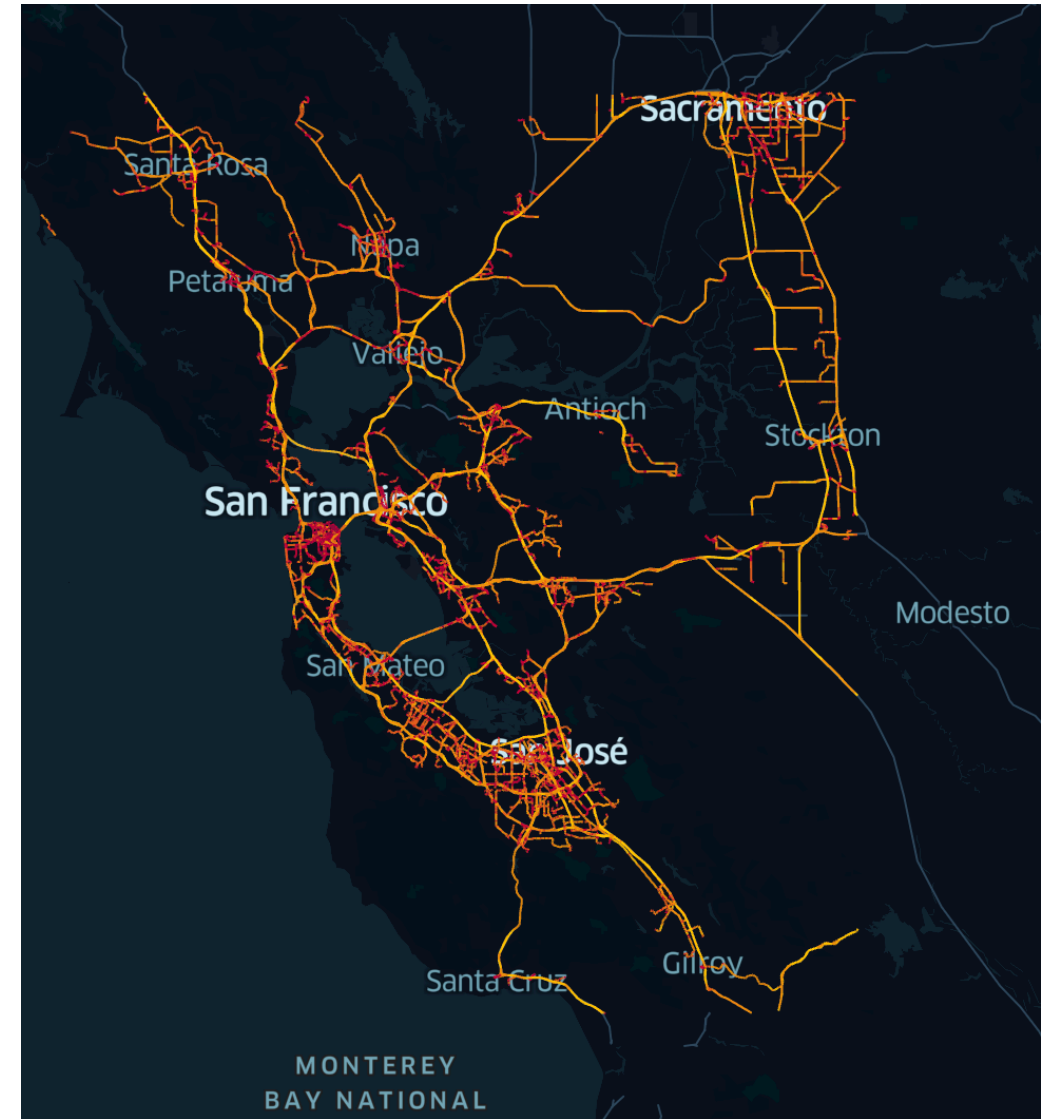 Sacramento
Santa Rosa
Napa
Petaluma
Vallejo
Antioch
Stockton
San Francisco
Modesto
San Mateo
San José
Gilroy
Santa Cruz
MONTEREY
BAY NATIONAL